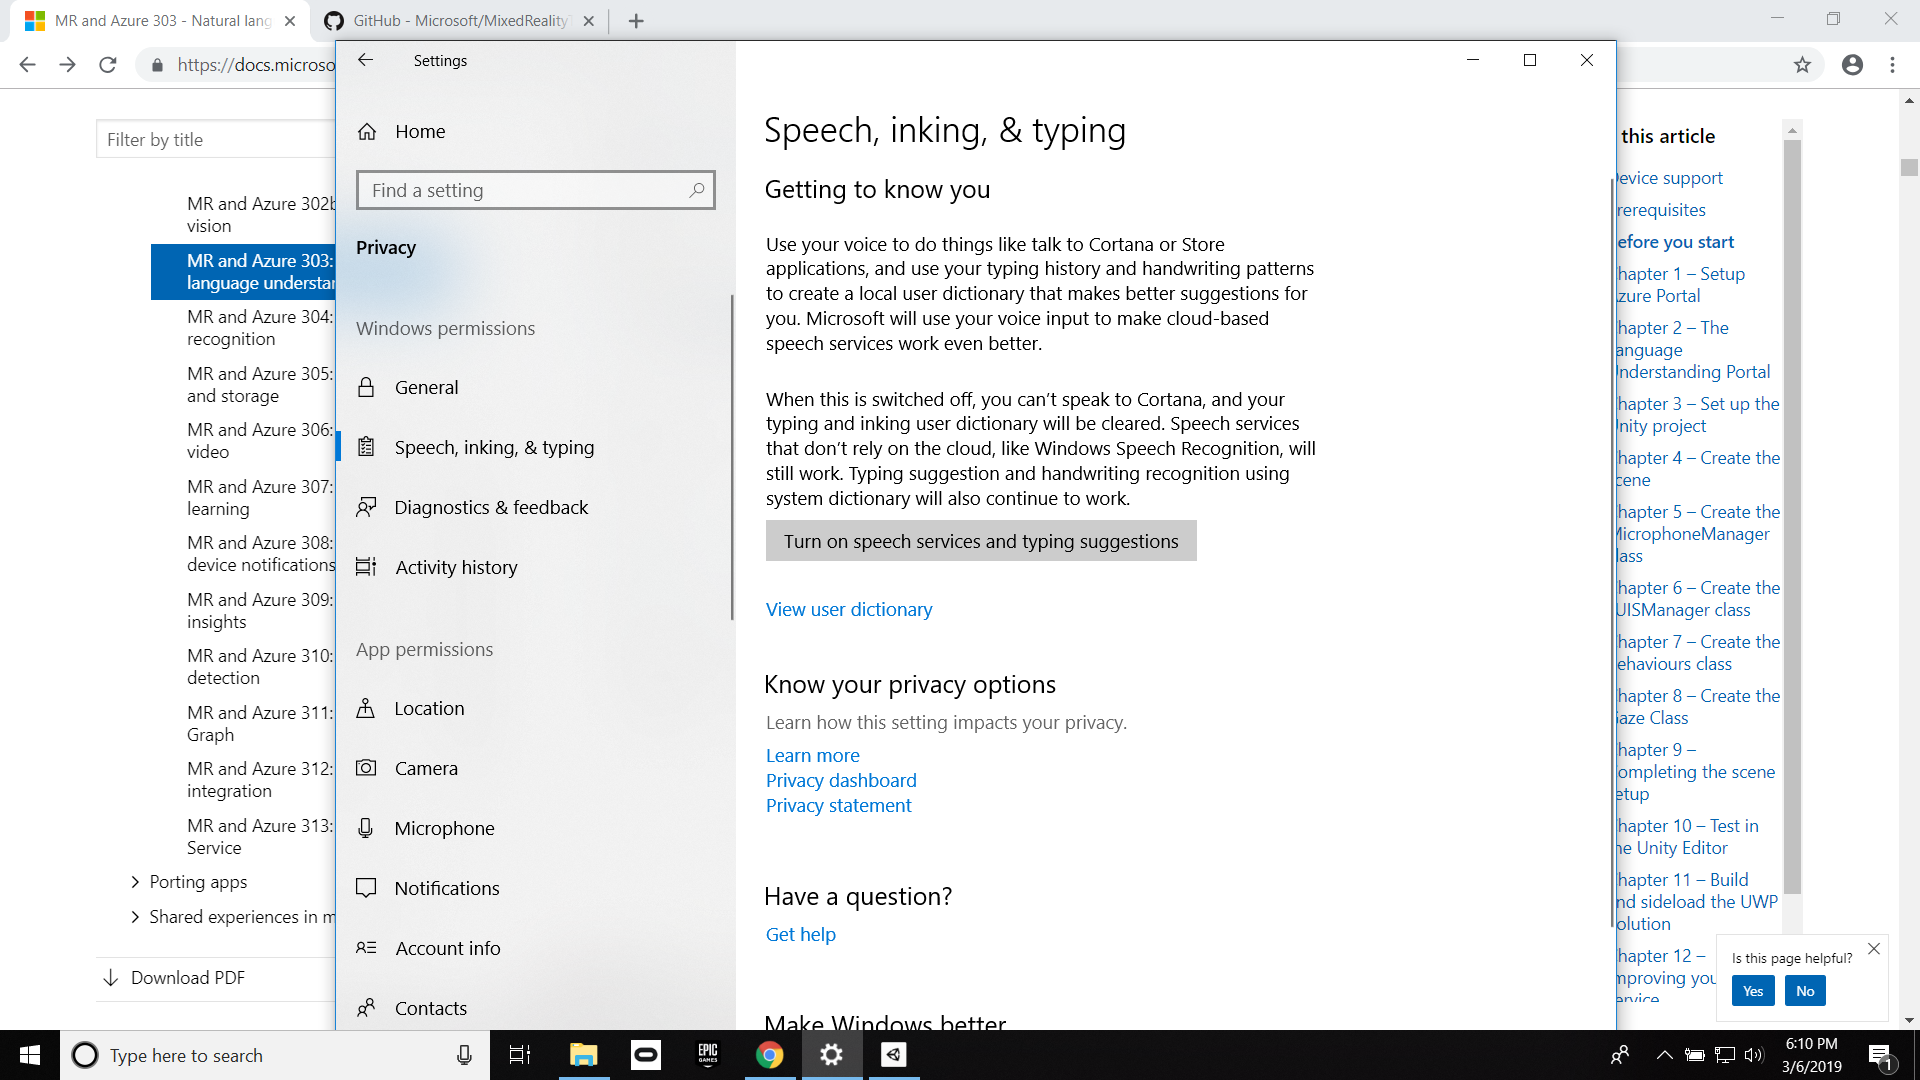 MR and Azure 303 - Natural lang
GitHub - Microsoft/MixedReality
https://docs.microso
Filter by title
MR and Azure 302b
vision
MR and Azure 303:
language understan
MR and Azure 304:
recognition
MR and Azure 305:
and storage
MR and Azure 306:
video
MR and Azure 307:
learning
MR and Azure 308:
device notifications
MR and Azure 309:
insights
MR and Azure 310:
detection
MR and Azure 311:
Graph
MR and Azure 312:
integration
MR and Azure 313:
Service
Porting apps
Shared experiences in m
Download PDF
Settings
Home
Find a setting
Privacy
Windows permissions
General
Speech, inking, & typing
Diagnostics & feedback
Activity history
App permissions
Location
Camera
Microphone
Notifications
Account info
Contacts
Speech, inking, & typing
Getting to know you
Use your voice to do things like talk to Cortana or Store
applications, and use your typing history and handwriting patterns
to create a local user dictionary that makes better suggestions for
you. Microsoft will use your voice input to make cloud-based
speech services work even better.
When this is switched off, you can’t speak to Cortana, and your
typing and inking user dictionary will be cleared. Speech services
that don’t rely on the cloud, like Windows Speech Recognition, will
still work. Typing suggestion and handwriting recognition using
system dictionary will also continue to work.
Turn on speech services and typing suggestions
View user dictionary
Know your privacy options
Learn how this setting impacts your privacy.
Learn more
Privacy dashboard
Privacy statement
Have a question?
Get help
Make Windows better
this article
evice support
rerequisites
efore you start
hapter 1 – Setup
zure Portal
hapter 2 – The
anguage
nderstanding Portal
hapter 3 – Set up the
nity project
hapter 4 – Create the
cene
hapter 5 – Create the
MicrophoneManager
lass
hapter 6 – Create the
UISManager class
hapter 7 – Create the
ehaviours class
hapter 8 – Create the
Gaze Class
hapter 9 –
ompleting the scene
etup
hapter 10 – Test in
he Unity Editor
hapter 11 – Build
nd sideload the UWP
olution
hapter 12 –
mproving you
ervice
Is this page helpful?
Yes
No
Type here to search
EPIC
GAMES
6:10 PM
3/6/2019
1